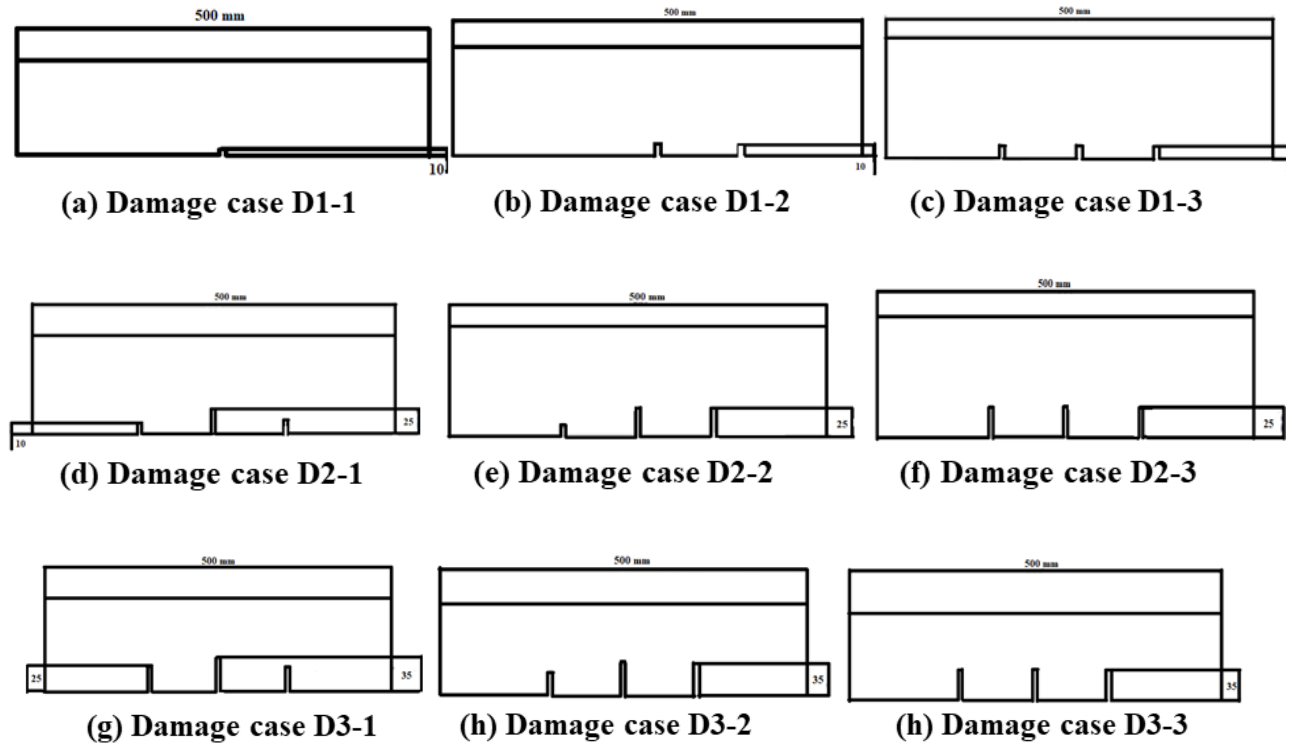 500 mm
500 mm
500 mm
10
10
(a) Damage case D1-1
(b) Damage case D1-2
(c) Damage case D1-3
500 mm
500 mm
500 mm
10
25
25
25
(d) Damage case D2-1
(e) Damage case D2-2
(f) Damage case D2-3
500 mm
500 mm
500 mm
25
35
35
35
(g) Damage case D3-1
(h) Damage case D3-2
(h) Damage case D3-3